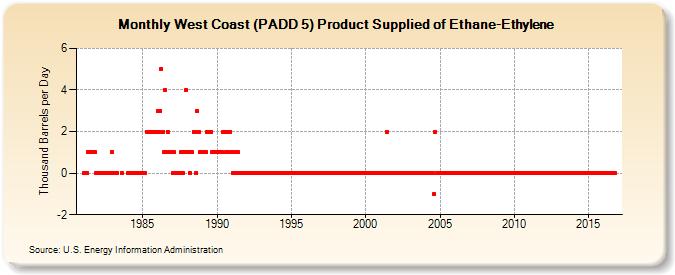 Monthly West Coast (PADD 5) Product Supplied of Ethane-Ethylene
Thousand Barrels per Day
6
4
2
0
-2
1985 1990 1995 2000 2005 2010 2015
Source: U.S. Energy Information Administration